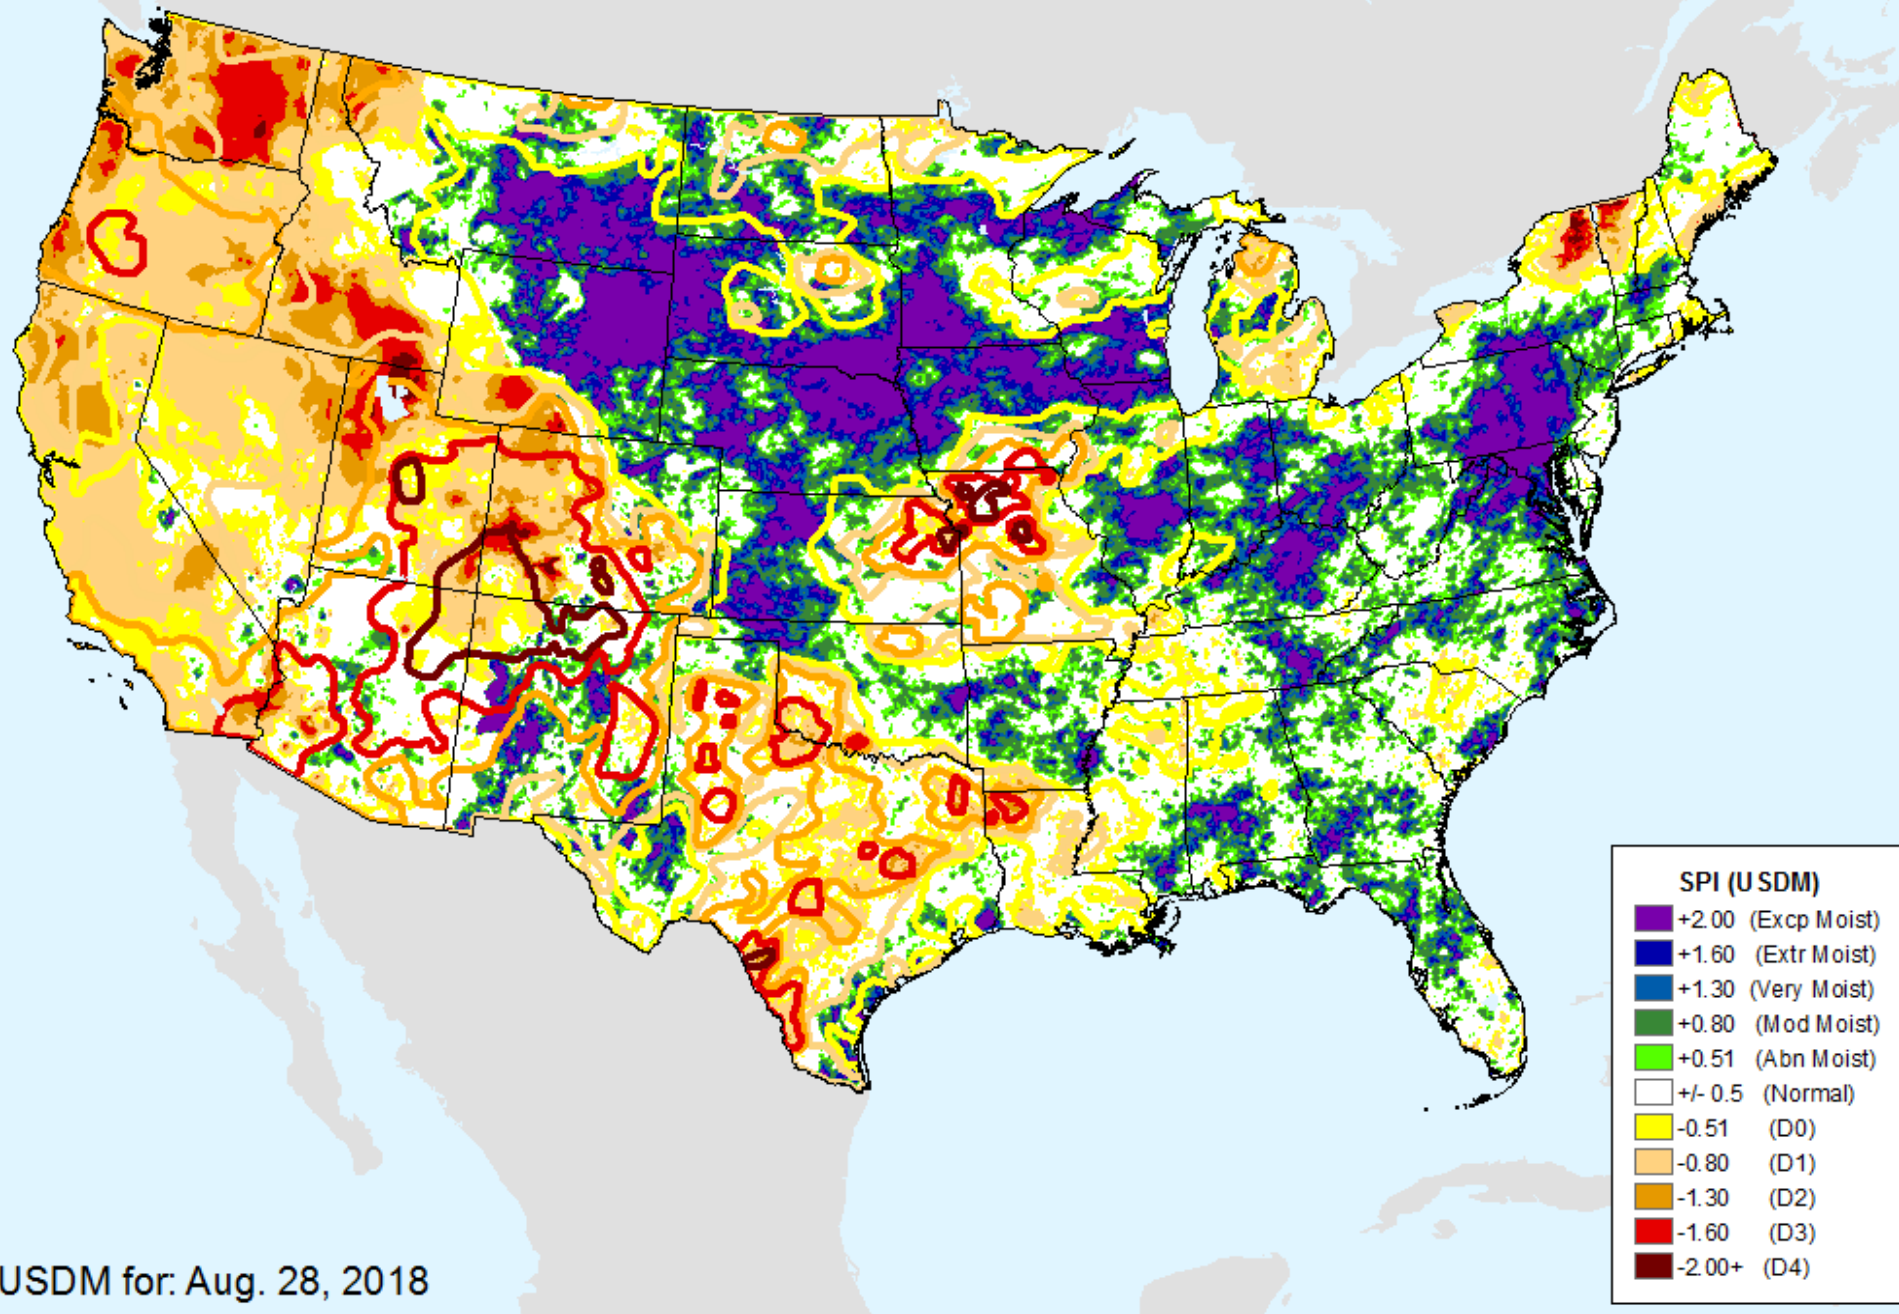 SPI (USDM)
+2.00 (Excp Moist)
+1.60 (Extr Moist)
+1.30 (Very Moist)
+0.80 (Mod Moist)
+0.51 (Abn Moist)
+/- 0.5 (Normal)
-0.51 (D0)
-0.80 (D1)
-1.30 (D2)
-1.60 (D3)
-2.00+ (D4)
USDM for: Aug. 28, 2018